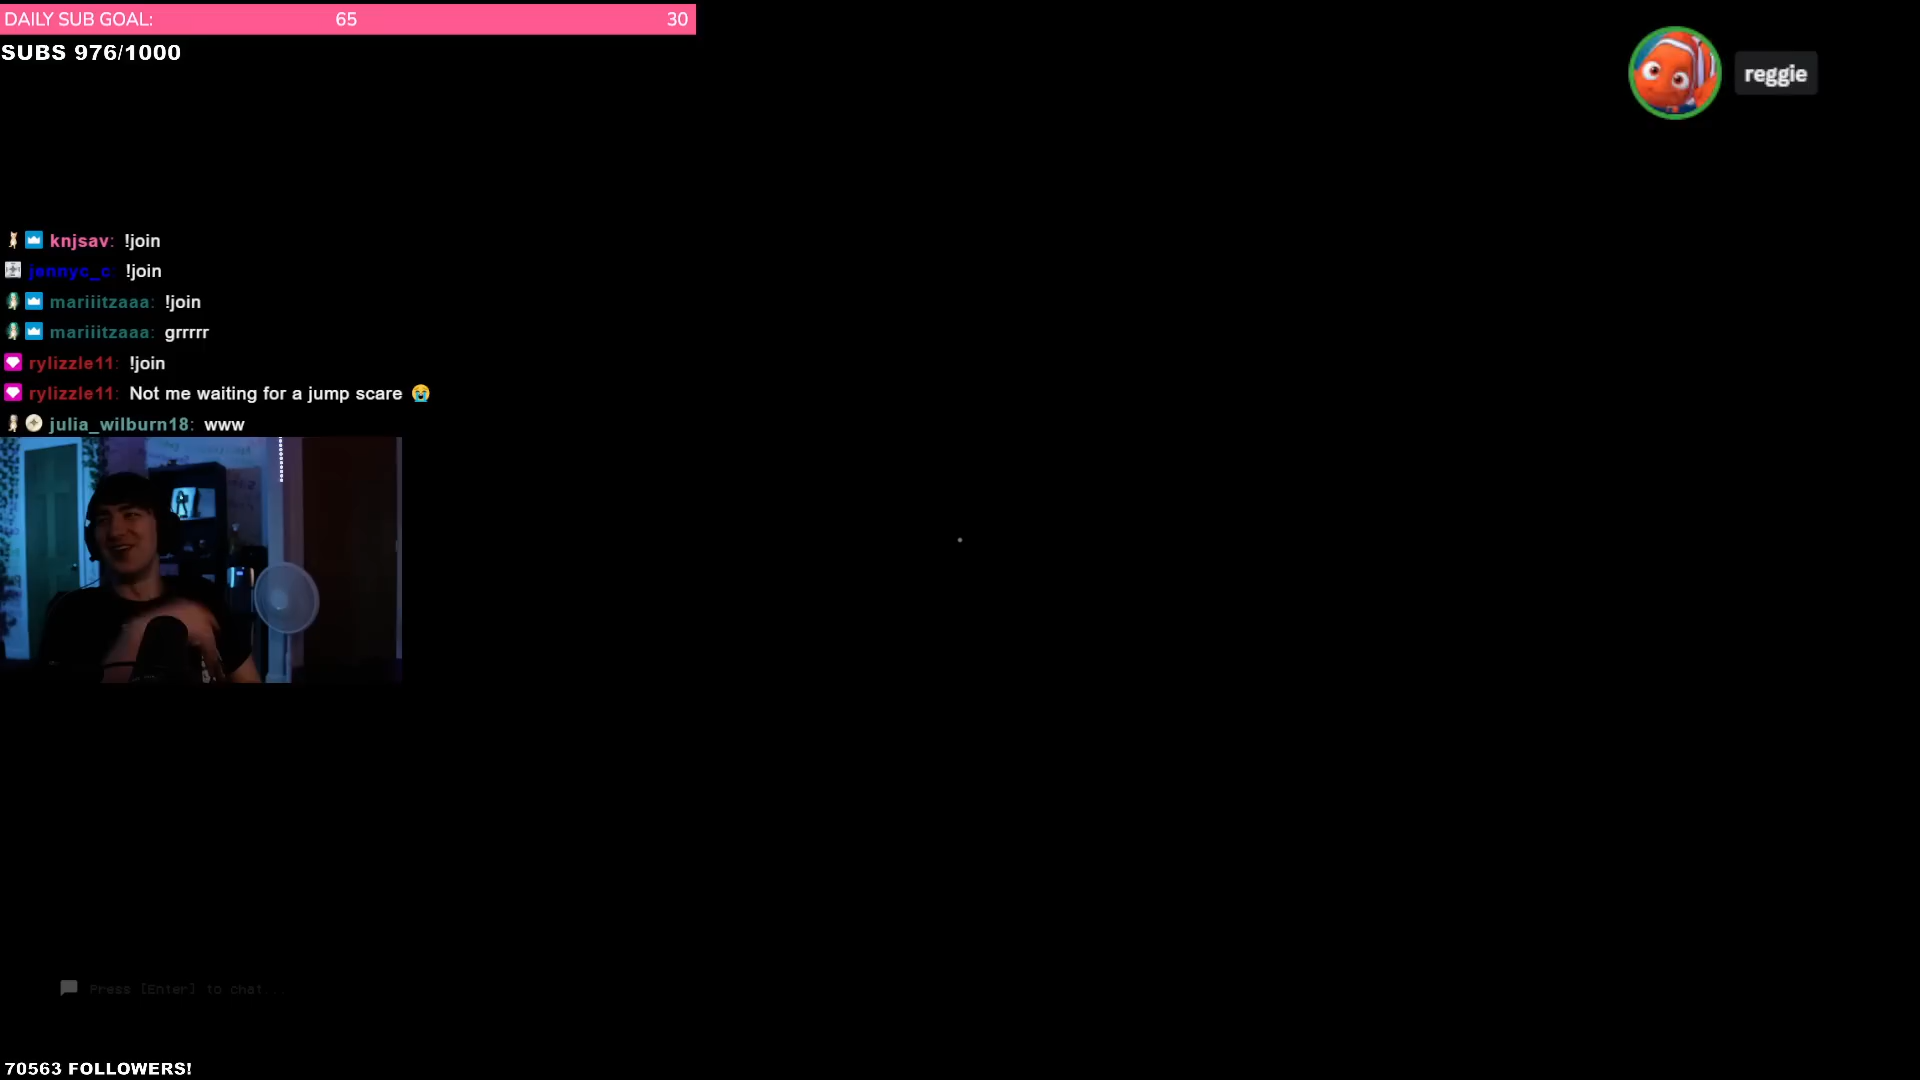 DAILY SUB GOAL: 65 30
SUBS 976/1000
reggie
knjsav: !join
jennyc_c: !join
mariiitzaaa: !join
mariiitzaaa: grrrrr
rylizzle11: !join
rylizzle11: Not me waiting for a jump scare 😭
julia_wilburn18: www
Press [Enter] to chat...
70563 FOLLOWERS!